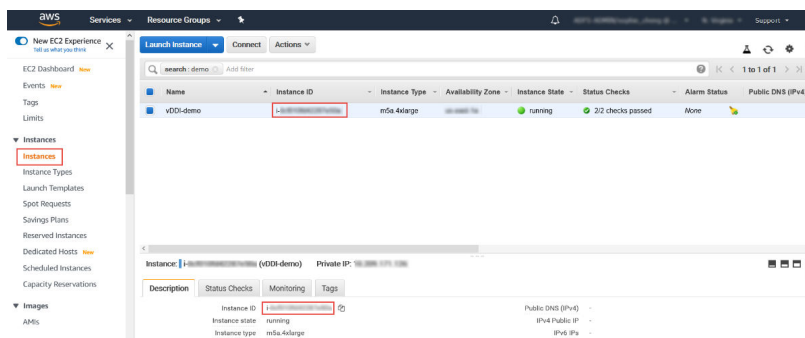 aws Services Resource Groups Support
New EC2 Experience
Tell us what you think
EC2 Dashboard New
Events New
Tags
Limits
Instances
Instances
Instance Types
Launch Templates
Spot Requests
Savings Plans
Reserved Instances
Dedicated Hosts New
Scheduled Instances
Capacity Reservations
Images
AMIs
Launch Instance Connect Actions
search : demo Add filter 1 to 1 of 1
Name Instance ID Instance Type Availability Zone Instance State Status Checks Alarm Status Public DNS (IPv4
vDDI-demo i- m5a.4xlarge running 2/2 checks passed None
Instance: i- (vDDI-demo) Private IP:
Description Status Checks Monitoring Tags
Instance ID i- Public DNS (IPv4) -
Instance state running IPv4 Public IP -
Instance type m5a.4xlarge IPv6 IPs -